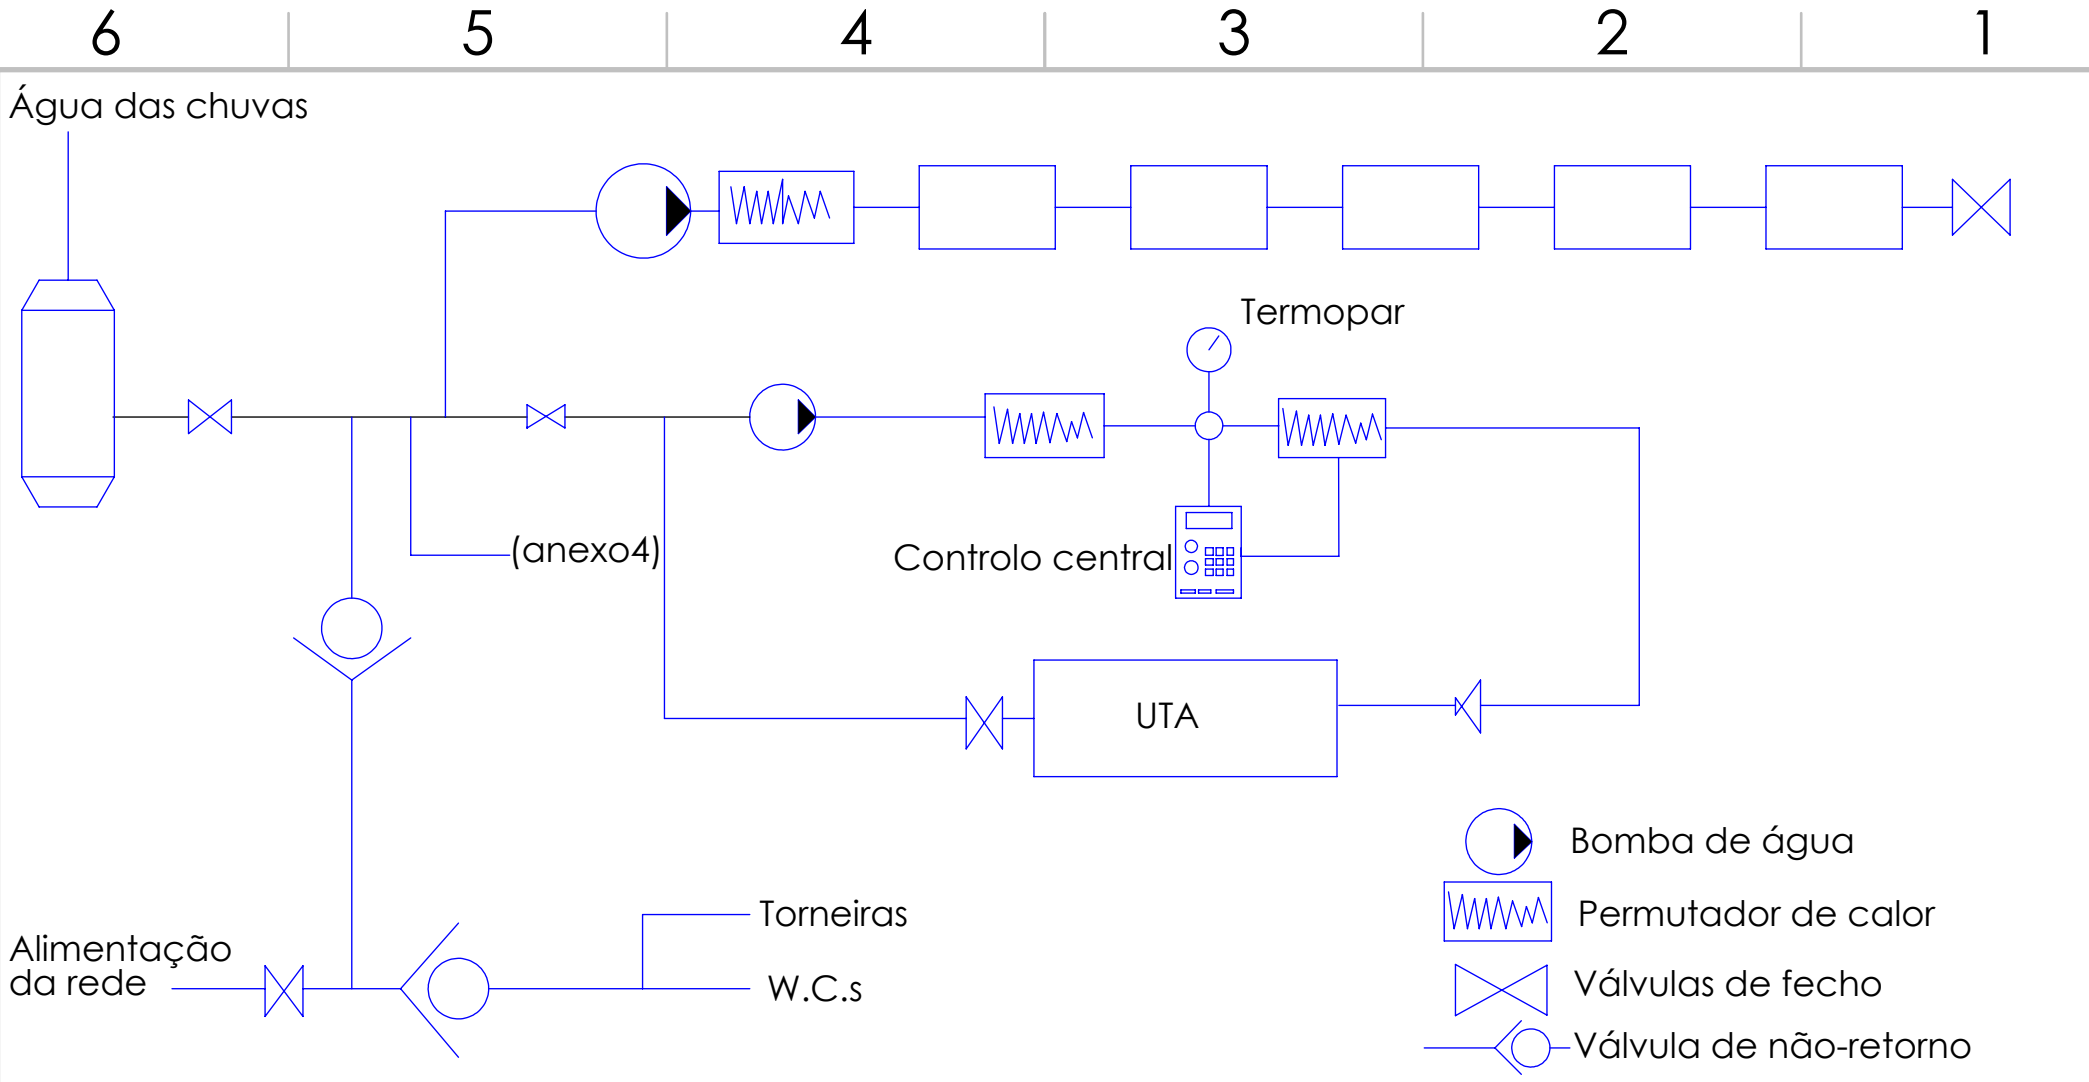 6 5 4 3 2 1
Água das chuvas
Termopar
(anexo4)
Controlo central
UTA
Bomba de água
Permutador de calor
Válvulas de fecho
Válvula de não-retorno
Torneiras
W.C.s
Alimentação
da rede